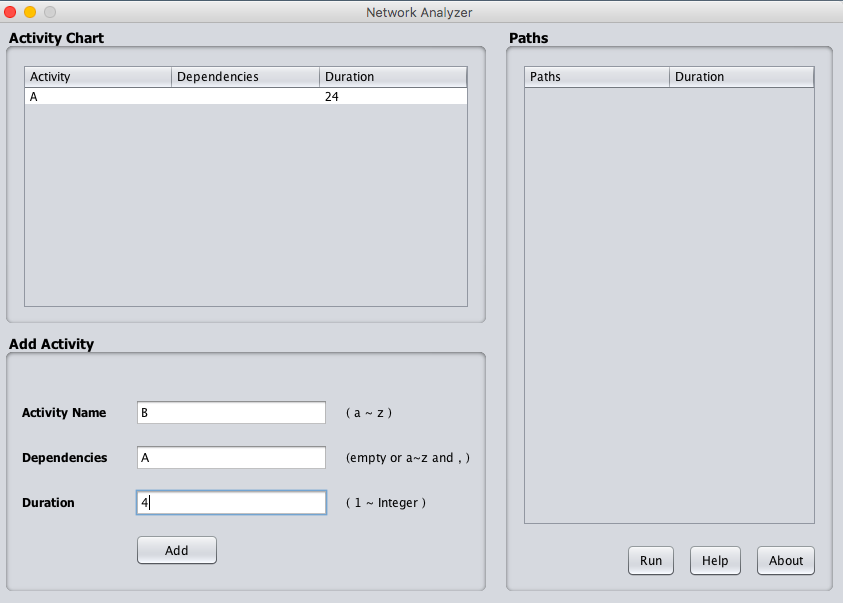 Network Analyzer
Activity Chart
Activity Dependencies Duration
A 24
Add Activity
Activity Name B ( a ~ z )
Dependencies A (empty or a~z and , )
Duration 4 ( 1 ~ Integer )
Add
Paths
Paths Duration
Run Help About